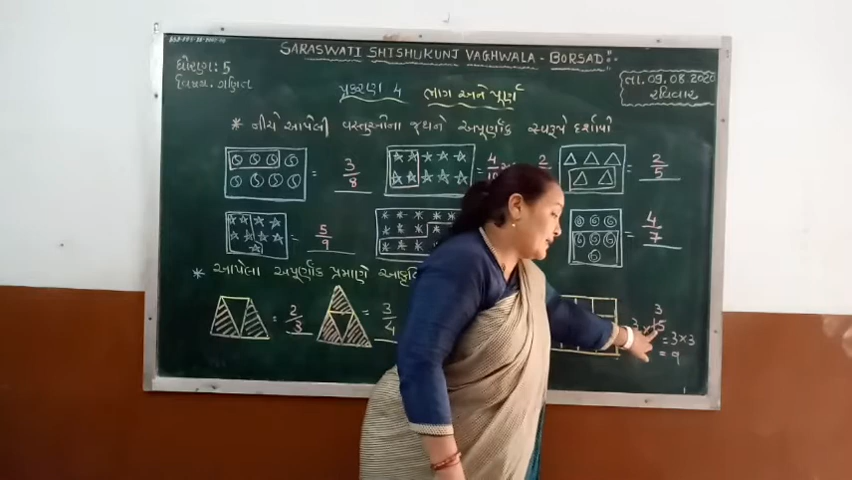 SARASWATI SHISHUKUNJ VAGHWALA - BORSAD
ધોરણ: 5
વિષય: ગણિત
પ્રકરણ 4 ભાગ અને પૂર્ણ
તા. 09.08 2020
રવિવાર
* નીચે આપેલી વસ્તુઓના જથને અપૂર્ણાંક સ્વરૂપે દર્શાવો
= 3/8
= 4/10
= 2/5
= 5/9
= 4/7
* આપેલા અપૂર્ણાંક પ્રમાણે
= 2/3
= 3/4
3
15
= 3×3
= 9